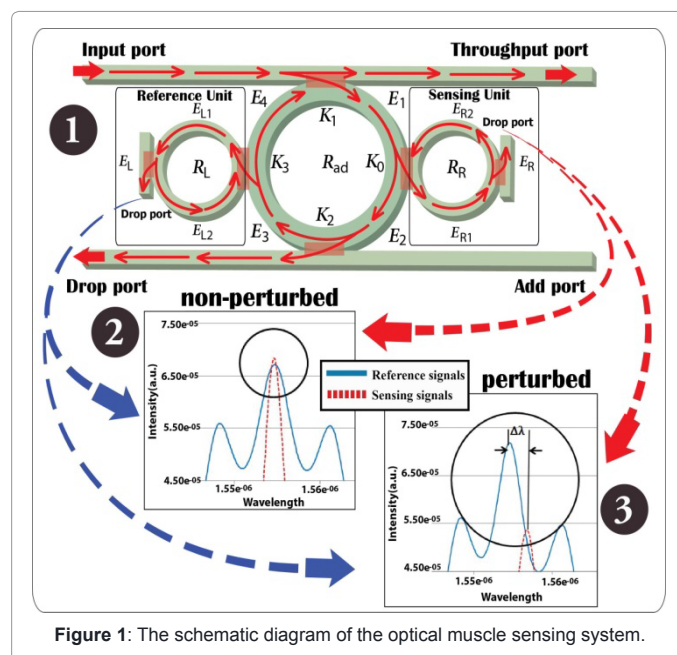 Input port
Throughput port
Reference Unit
E4
E1
Sensing Unit
EL1
K1
ER2
Drop port
1
EL
RL
K3
Rad
K0
RR
ER
Drop port
K2
EL2
E3
E2
ER1
Drop port
Add port
non-perturbed
2
7.50e-05
6.50e-05
5.50e-05
4.50e-05
Intensity(a.u.)
1.55e-06
1.56e-06
Wavelength
Reference signals
Sensing signals
perturbed
3
7.50e-05
6.50e-05
5.50e-05
4.50e-05
Intensity(a.u.)
Δλ
1.55e-06
1.56e-06
Wavelength
Figure 1: The schematic diagram of the optical muscle sensing system.